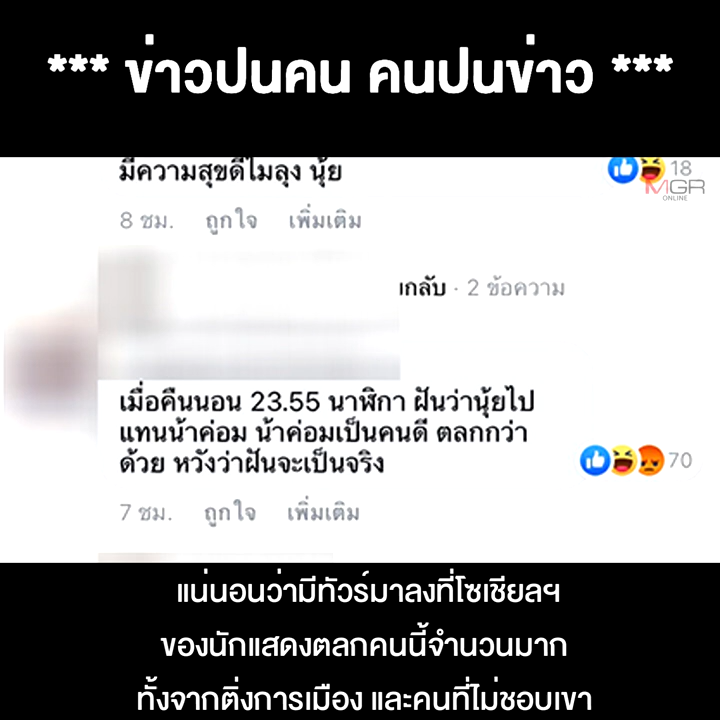 *** ข่าวปนคน คนปนข่าว ***
มีความสุขดีไมลุง นุ้ย
18
MGR
ONLINE
8 ชม. ถูกใจ เพิ่มเติม
กลับ · 2 ข้อความ
เมื่อคืนนอน 23.55 นาฬิกา ฝันว่านุ้ยไป
แทนน้าค่อม น้าค่อมเป็นคนดี ตลกกว่า
ด้วย หวังว่าฝันจะเป็นจริง
70
7 ชม. ถูกใจ เพิ่มเติม
แน่นอนว่ามีทัวร์มาลงที่โซเชียลฯ
ของนักแสดงตลกคนนี้จำนวนมาก
ทั้งจากติ่งการเมือง และคนที่ไม่ชอบเขา